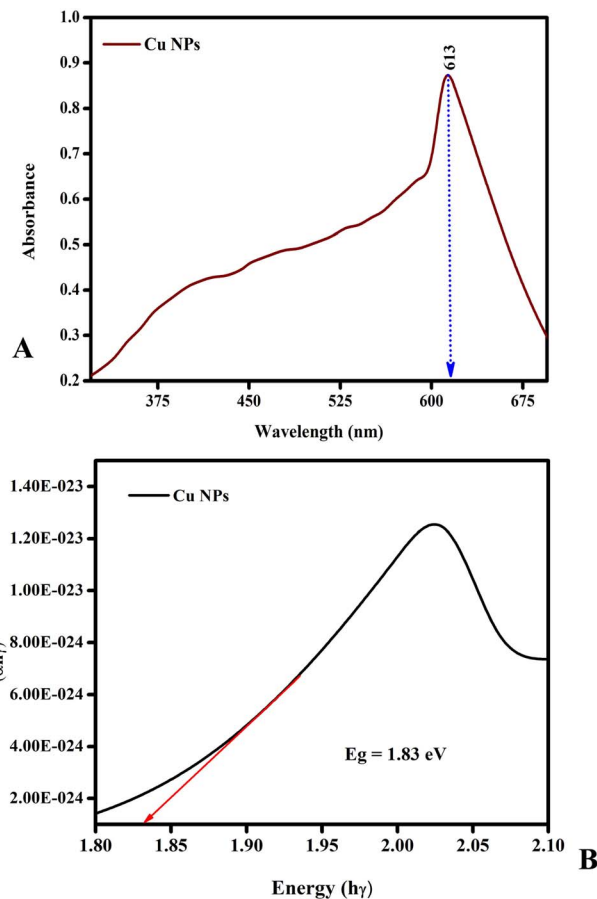 1.0
Cu NPs
613
0.9
0.8
0.7
0.6
0.5
0.4
0.3
0.2
Absorbance
A
375 450 525 600 675
Wavelength (nm)
Cu NPs
1.40E-023
1.20E-023
1.00E-023
8.00E-024
6.00E-024
4.00E-024
2.00E-024
Eg = 1.83 eV
1.80 1.85 1.90 1.95 2.00 2.05 2.10
B
Energy (hγ)